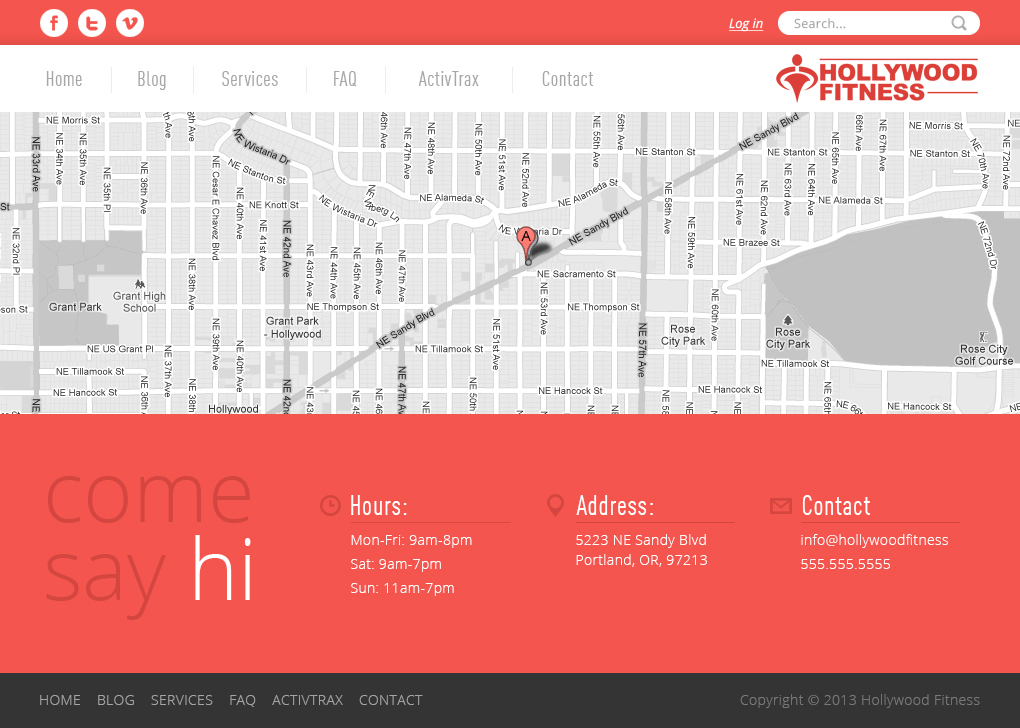 Log in
Search...
Home
Blog
Services
FAQ
ActivTrax
Contact
HOLLYWOOD
FITNESS
NE Morris St
NE 33rd Ave
NE 34th Ave
NE 35th Ave
NE 35th Pl
NE 36th Ave
NE Cesar E Chavez Blvd
NE Wistaria Dr
NE Stanton St
NE Knott St
NE 40th Ave
NE 41st Ave
NE 42nd Ave
NE 43rd Ave
NE 44th Ave
NE 45th Ave
NE 46th Ave
NE 47th Ave
46th Ave
NE 47th Ave
NE 48th Ave
NE 50th Ave
NE 51st Ave
NE 52nd Ave
NE Wistaria Dr
NE Alameda St
NE Alameda St
NE Sandy Blvd
NE 55th Ave
56th Ave
NE Stanton St
NE 58th Ave
NE 59th Ave
NE Sandy Blvd
NE Stanton St
NE 61st Ave
NE 62nd Ave
NE 63rd Ave
NE 64th Ave
NE 65th Ave
66th Ave
NE 67th Ave
NE Morris St
NE Stanton St
NE 70th Ave
NE 72nd Ave
NE Alameda St
NE Brazee St
NE 72nd Dr
A
NE 32nd Pl
Grant Park
Grant High
School
NE 38th Ave
NE Thompson St
Grant Park
- Hollywood
NE Sandy Blvd
NE Sacramento St
NE 53rd Ave
NE Thompson St
NE 51st Ave
NE 57th Ave
NE 60th Ave
Rose
City Park
Rose
City Park
Rose City
Golf Course
NE US Grant Pl
NE 37th Ave
NE 39th Ave
NE 40th Ave
NE Tillamook St
NE Tillamook St
NE Tillamook St
NE Hancock St
NE 47th Ave
NE Hancock St
NE Hancock St
NE Hancock St
NE 65th Ave
Hollywood
come
say hi
Hours:
Mon-Fri: 9am-8pm
Sat: 9am-7pm
Sun: 11am-7pm
Address:
5223 NE Sandy Blvd
Portland, OR, 97213
Contact
info@hollywoodfitness
555.555.5555
HOME
BLOG
SERVICES
FAQ
ACTIVTRAX
CONTACT
Copyright © 2013 Hollywood Fitness